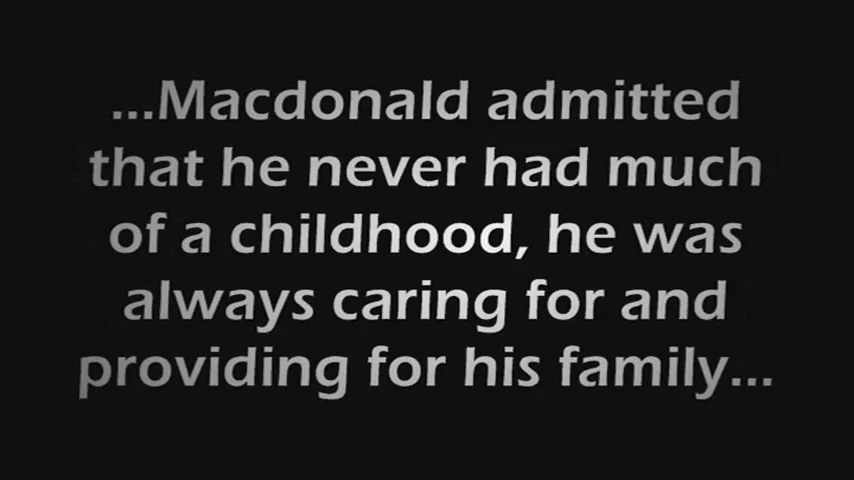 ...Macdonald admitted
that he never had much
of a childhood, he was
always caring for and
providing for his family...